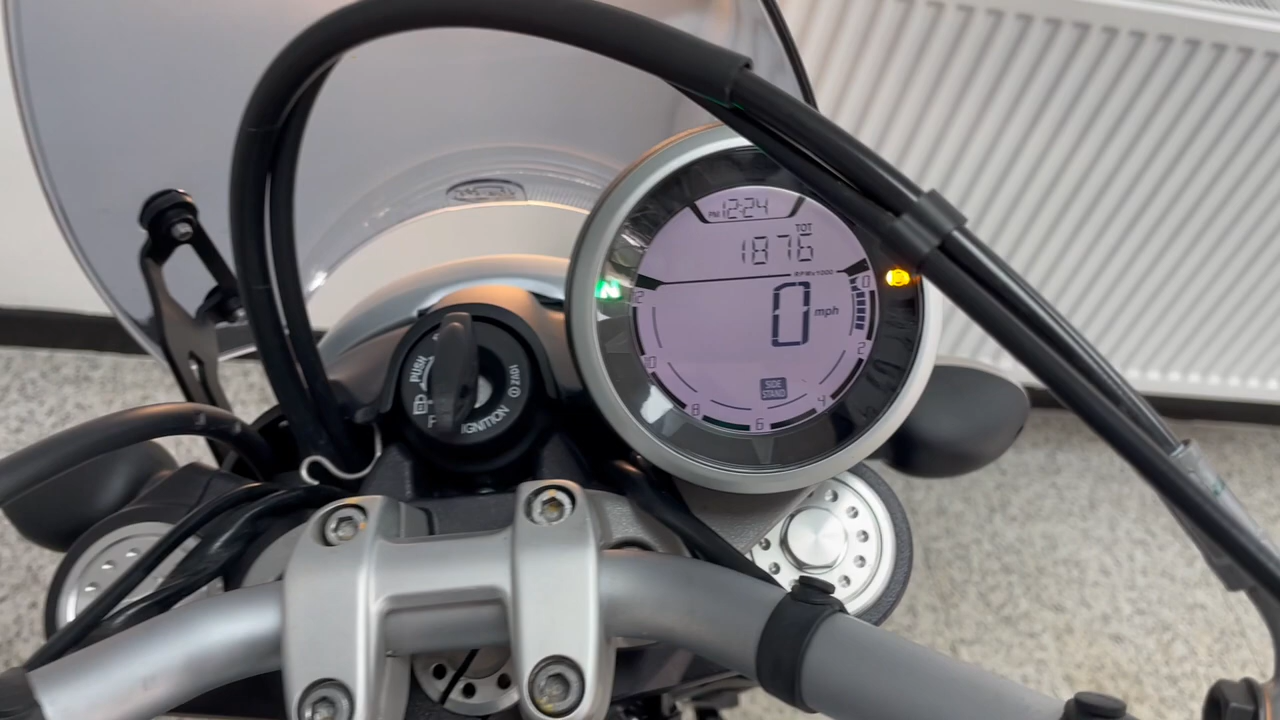 PM 12:24
TOT
1876
RPMx1000
0 mph
N
12
0
10
2
8
6
4
SIDE
STAND
PUSH
IGNITION